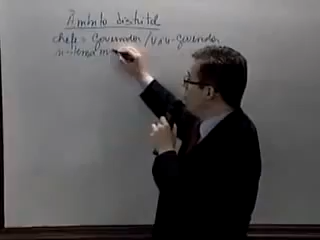 Âmbito distrital
chefe = Governador / Vice-governador